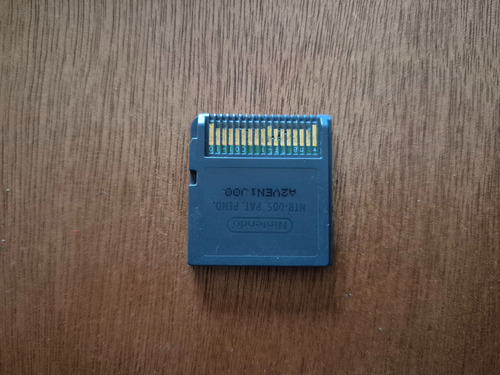 Nintendo
NTR-005 PAT. PEND.
A2VEN1J00